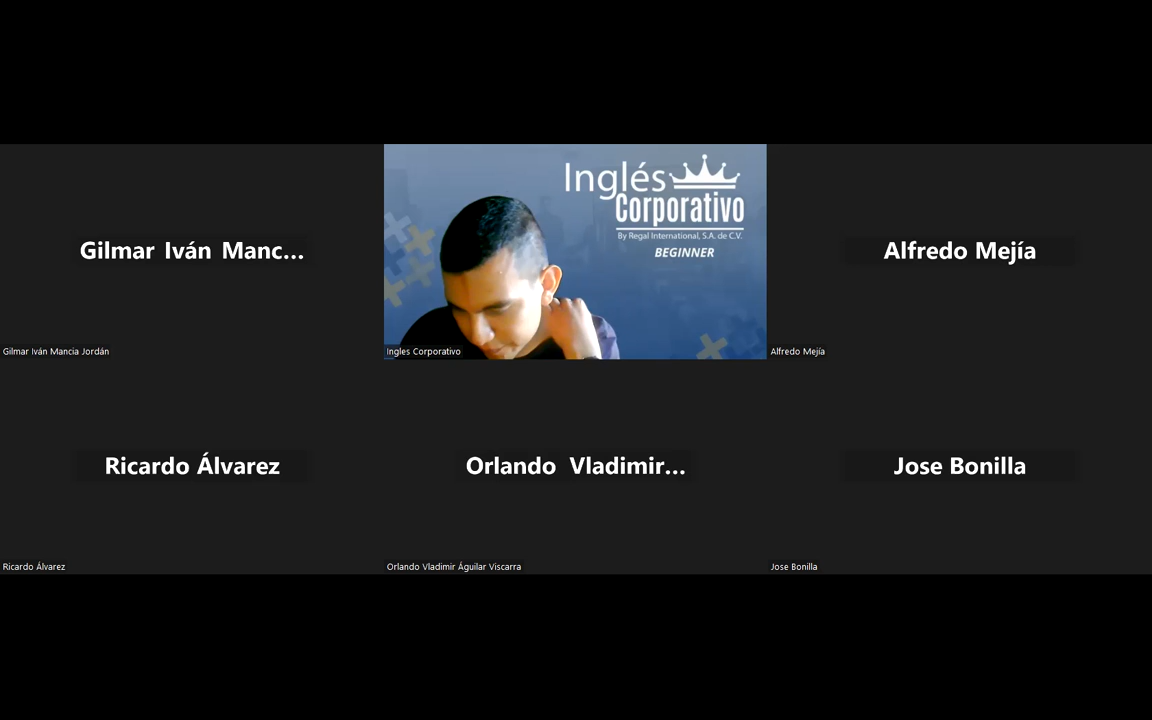 Gilmar Iván Manc...
Gilmar Iván Mancia Jordán
Inglés
Corporativo
By Regal International, S.A. de C.V.
BEGINNER
Ingles Corporativo
Alfredo Mejía
Alfredo Mejía
Ricardo Álvarez
Ricardo Álvarez
Orlando Vladimir...
Orlando Vladimir Águilar Viscarra
Jose Bonilla
Jose Bonilla